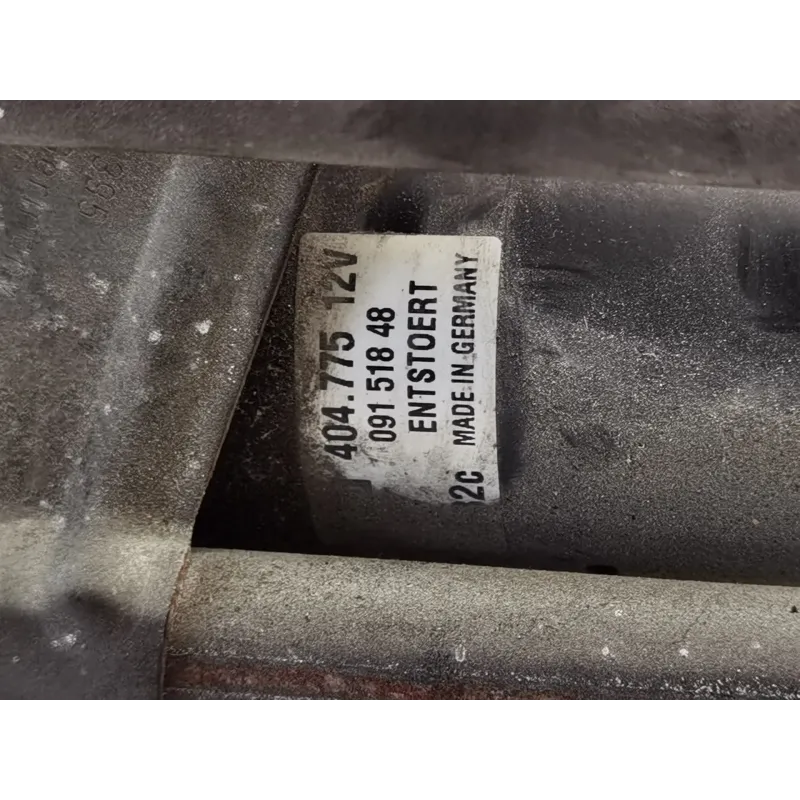 404.775 12V
091 518 48
ENTSTOERT
MADE IN GERMANY